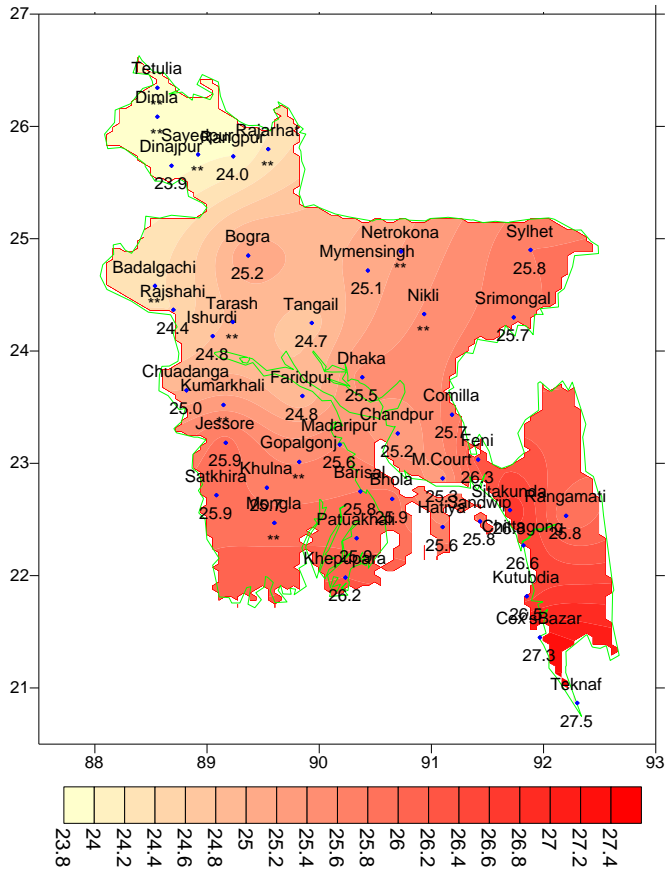 27
Tetulia
**
Dimla
**
26
Sayedpur
**
Rangpur
24.0
Rajarhat
**
Dinajpur
23.9
25
Bogra
25.2
Netrokona
**
Mymensingh
25.1
Sylhet
25.8
Badalgachi
**
Rajshahi
24.4
Tarash
**
Ishurdi
24.8
Tangail
24.7
Nikli
**
Srimongal
25.7
24
Chuadanga
25.0
Kumarkhali
**
Dhaka
25.5
Faridpur
24.8
Comilla
25.7
Jessore
25.9
Madaripur
25.6
Chandpur
25.2
Gopalgonj
**
Feni
26.3
23
M.Court
25.3
Satkhira
25.9
Khulna
25.7
Barisal
25.8
Bhola
25.9
Mongla
**
Patuakhali
25.9
Hatiya
25.6
Sandwip
25.8
Sitakunda
Rangamati
25.8
Chittagong
26.6
22
Khepupara
26.2
Kutubdia
26.5
Cox'sBazar
27.3
21
Teknaf
27.5
88
89
90
91
92
93
23.8
24
24.2
24.4
24.6
24.8
25
25.2
25.4
25.6
25.8
26
26.2
26.4
26.6
26.8
27
27.2
27.4